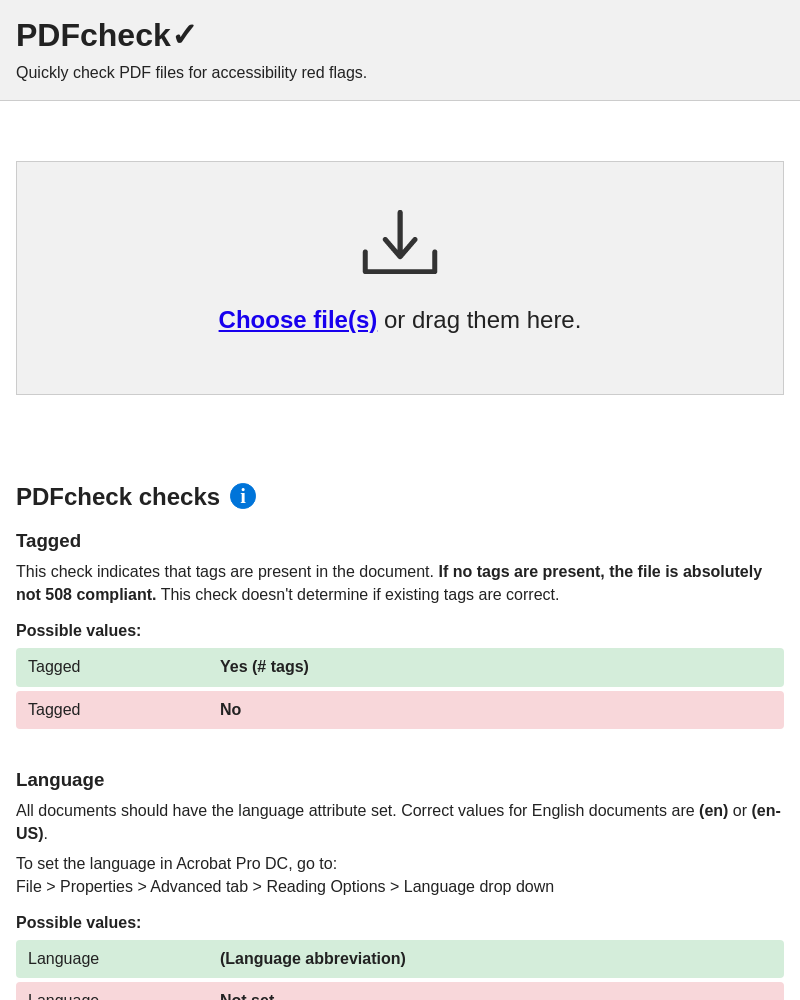 PDFcheck✓
Quickly check PDF files for accessibility red flags.
Choose file(s) or drag them here.
PDFcheck checks i
Tagged
This check indicates that tags are present in the document. If no tags are present, the file is absolutely
not 508 compliant. This check doesn't determine if existing tags are correct.
Possible values:
Tagged Yes (# tags)
Tagged No
Language
All documents should have the language attribute set. Correct values for English documents are (en) or (en-
US).
To set the language in Acrobat Pro DC, go to:
File > Properties > Advanced tab > Reading Options > Language drop down
Possible values:
Language (Language abbreviation)
Language Not set